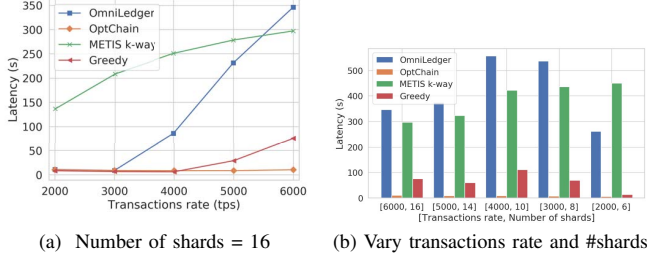 350
300
250
200
150
100
50
0
Latency (s)
OmniLedger
OptChain
METIS k-way
Greedy
2000 3000 4000 5000 6000
Transactions rate (tps)
(a) Number of shards = 16
500
400
300
200
100
0
Latency (s)
OmniLedger
OptChain
METIS k-way
Greedy
[6000, 16] [5000, 14] [4000, 10] [3000, 8] [2000, 6]
[Transactions rate, Number of shards]
(b) Vary transactions rate and #shards